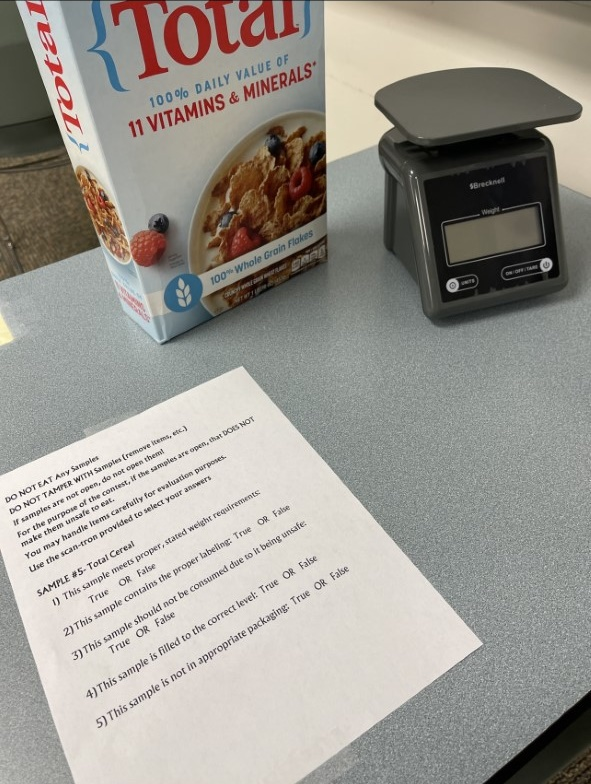 Total
Total
100% DAILY VALUE OF
11 VITAMINS & MINERALS*
100% Whole Grain Flakes
VITAMINS
MINERALS*
$Brecknell
Weight
UNITS
ON/OFF/TARE
DO NOT EAT Any Samples
DO NOT TAMPER WITH Samples (remove items, etc.)
If samples are not open, do not open them!
For the purpose of the contest, if the samples are open, that DOES NOT
make them unsafe to eat.
You may handle items carefully for evaluation purposes.
Use the scan-tron provided to select your answers
SAMPLE #5- Total Cereal
1) This sample meets proper, stated weight requirements:
True OR False
2) This sample contains the proper labeling: True OR False
3) This sample should not be consumed due to it being unsafe:
True OR False
4) This sample is filled to the correct level: True OR False
5) This sample is not in appropriate packaging: True OR False